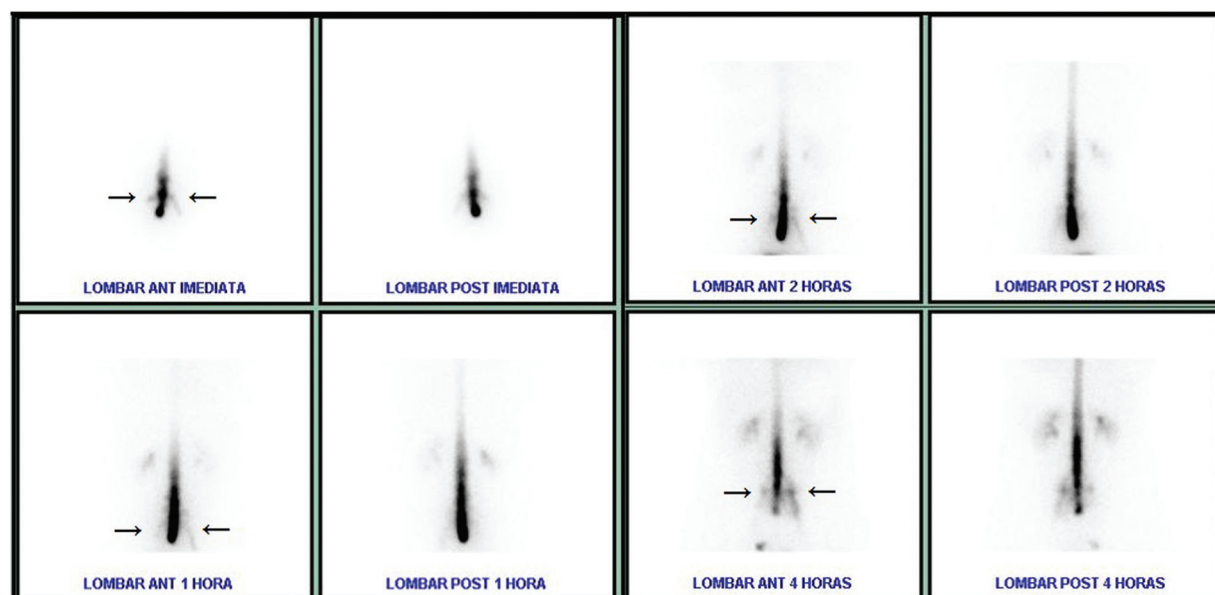 LOMBAR ANT IMEDIATA
LOMBAR POST IMEDIATA
LOMBAR ANT 2 HORAS
LOMBAR POST 2 HORAS
LOMBAR ANT 1 HORA
LOMBAR POST 1 HORA
LOMBAR ANT 4 HORAS
LOMBAR POST 4 HORAS